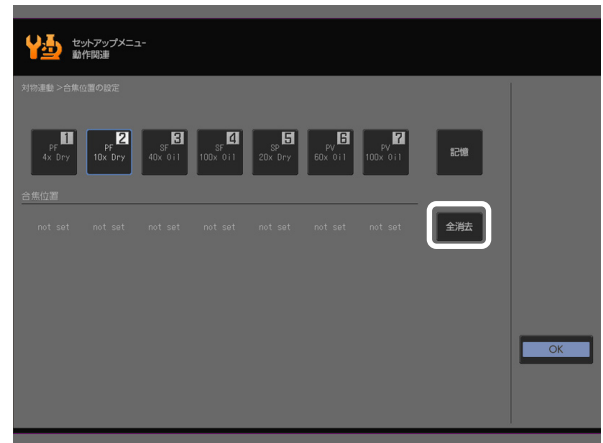 セットアップメニュー
動作関連
対物連動 >合焦位置の設定
1 2 3 4 5 6 7
PF PF SF SF SP PV PV
4x Dry 10x Dry 40x Oil 100x Oil 20x Dry 60x Oil 100x Oil 記憶
合焦位置
not set not set not set not set not set not set not set 全消去
OK